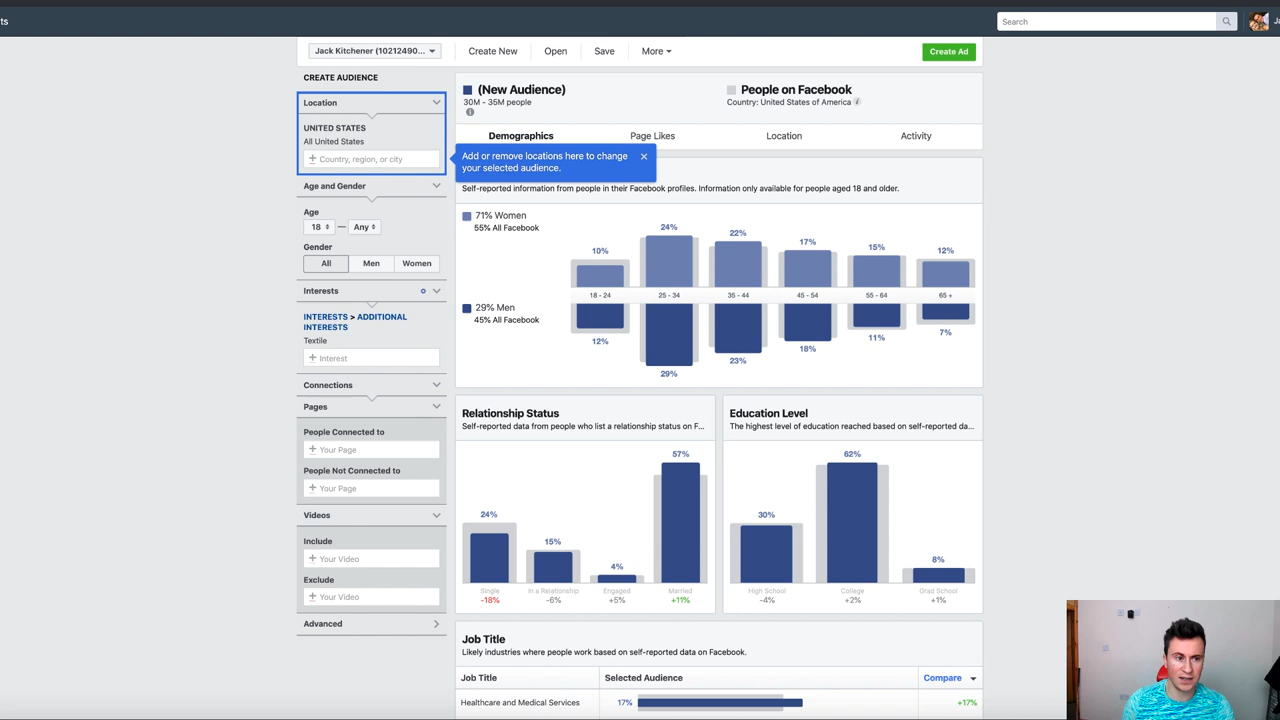 ts
Search
Ja
Jack Kitchener (10212490...
Create New
Open
Save
More
Create Ad
CREATE AUDIENCE
Location
UNITED STATES
All United States
+ Country, region, or city
Age and Gender
Age
18 — Any
Gender
All
Men
Women
Interests
INTERESTS > ADDITIONAL
INTERESTS
Textile
+ Interest
Connections
Pages
People Connected to
+ Your Page
People Not Connected to
+ Your Page
Videos
Include
+ Your Video
Exclude
+ Your Video
Advanced
(New Audience)
30M - 35M people
People on Facebook
Country: United States of America
Demographics
Page Likes
Location
Activity
Add or remove locations here to change
your selected audience.
Self-reported information from people in their Facebook profiles. Information only available for people aged 18 and older.
71% Women
55% All Facebook
10%
24%
22%
17%
15%
12%
18 - 24
25 - 34
35 - 44
45 - 54
55 - 64
65 +
29% Men
45% All Facebook
12%
29%
23%
18%
11%
7%
Relationship Status
Self-reported data from people who list a relationship status on F...
24%
15%
4%
57%
Single
In a Relationship
Engaged
Married
-18%
-6%
+5%
+11%
Education Level
The highest level of education reached based on self-reported da...
30%
62%
8%
High School
College
Grad School
-4%
+2%
+1%
Job Title
Likely industries where people work based on self-reported data on Facebook.
Job Title
Selected Audience
Compare
Healthcare and Medical Services
17%
+17%